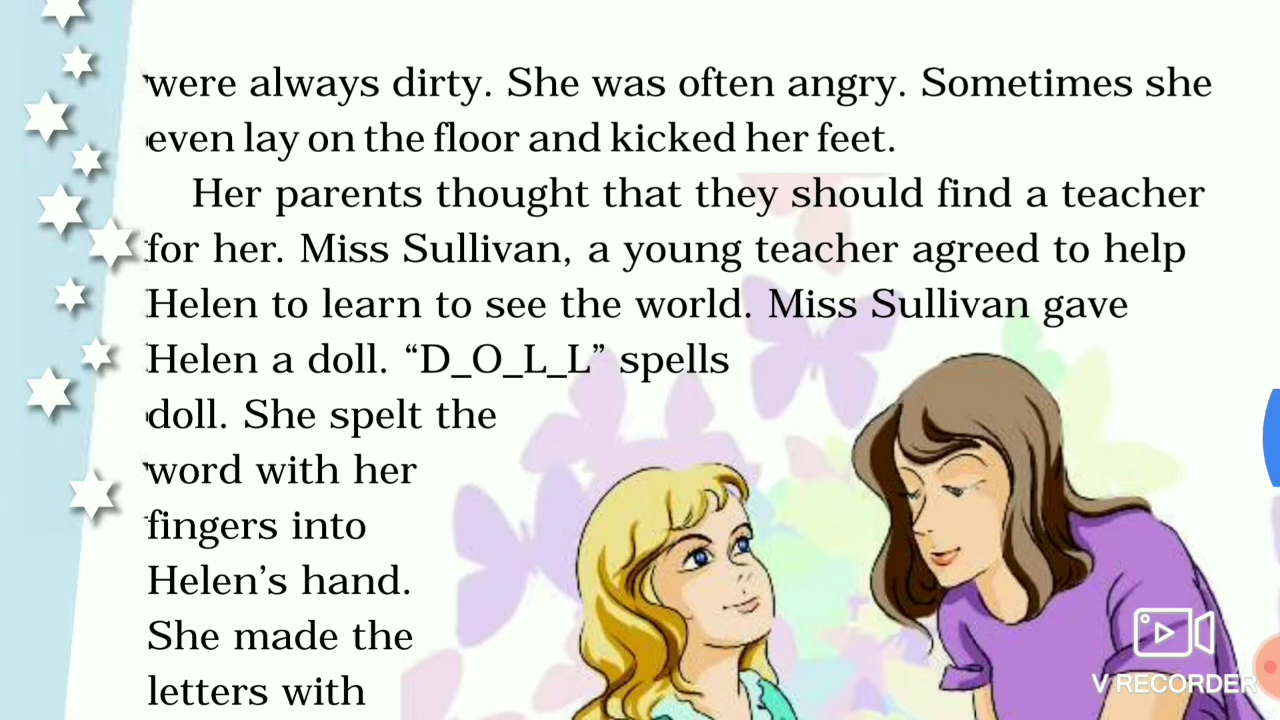 were always dirty. She was often angry. Sometimes she
even lay on the floor and kicked her feet.
Her parents thought that they should find a teacher
for her. Miss Sullivan, a young teacher agreed to help
Helen to learn to see the world. Miss Sullivan gave
Helen a doll. “D_O_L_L” spells
doll. She spelt the
word with her
fingers into
Helen’s hand.
She made the
letters with
V RECORDER